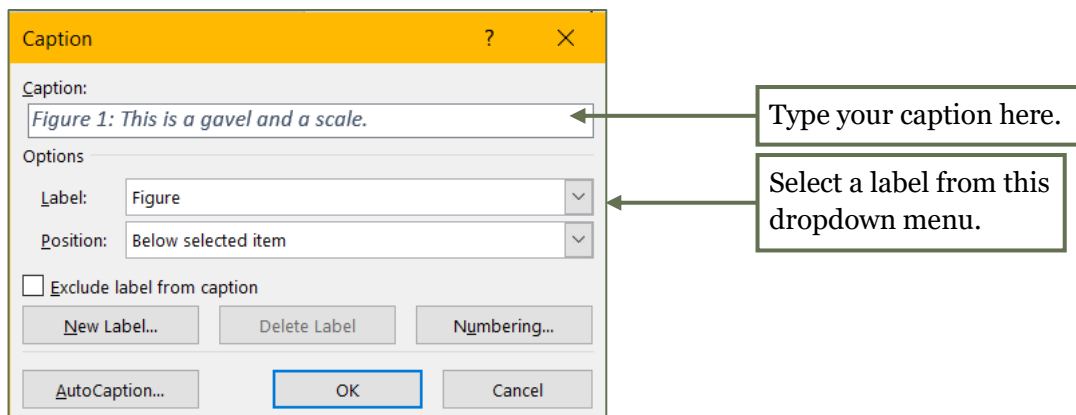 Caption ?
Caption:
Figure 1: This is a gavel and a scale.
Type your caption here.
Options
Label: Figure
Select a label from this
dropdown menu.
Position: Below selected item
Exclude label from caption
New Label... Delete Label Numbering...
AutoCaption... OK Cancel